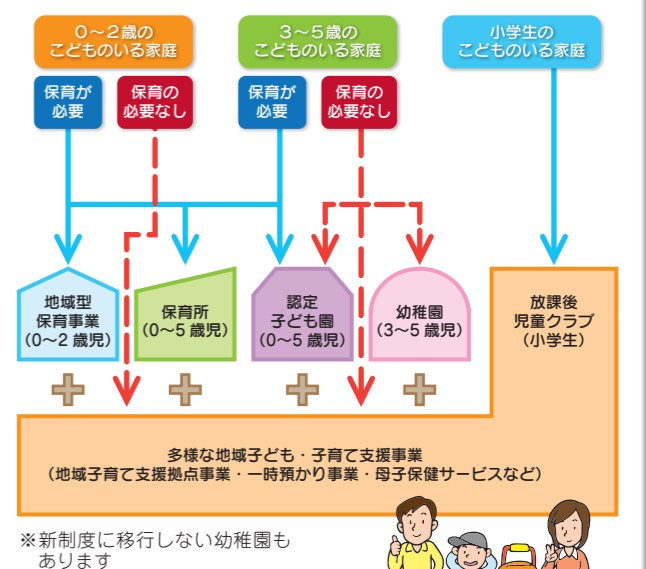 0～2歳の
こどものいる家庭
3～5歳の
こどものいる家庭
小学生の
こどものいる家庭
保育が
必要
保育の
必要なし
保育が
必要
保育の
必要なし
地域型
保育事業
(0～2 歳児)
保育所
(0～5 歳児)
認定
子ども園
(0～5 歳児)
幼稚園
(3～5 歳児)
放課後
児童クラブ
(小学生)
多様な地域子ども・子育て支援事業
(地域子育て支援拠点事業・一時預かり事業・母子保健サービスなど)
※新制度に移行しない幼稚園も
あります